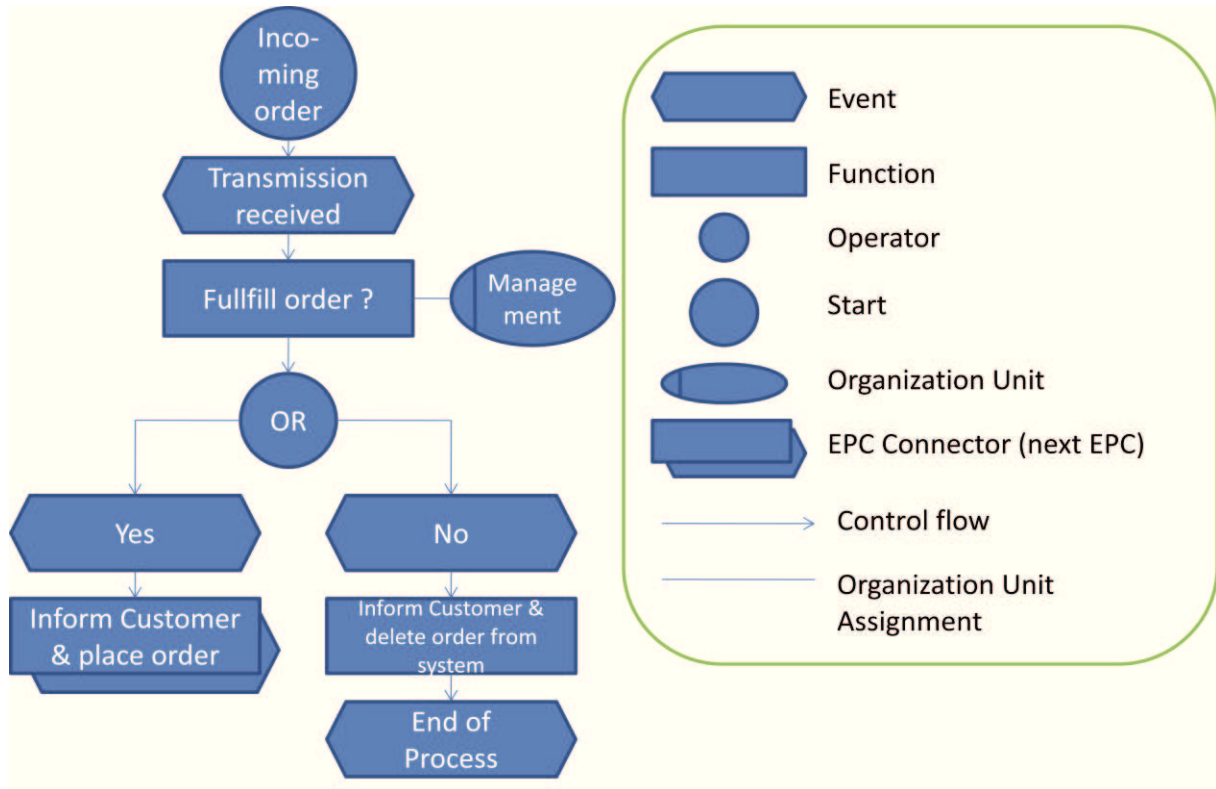 Inco-
ming
order
Transmission
received
Fullfill order ?
Manage
ment
OR
Yes
No
Inform Customer
& place order
Inform Customer &
delete order from
system
End of
Process
Event
Function
Operator
Start
Organization Unit
EPC Connector (next EPC)
Control flow
Organization Unit
Assignment